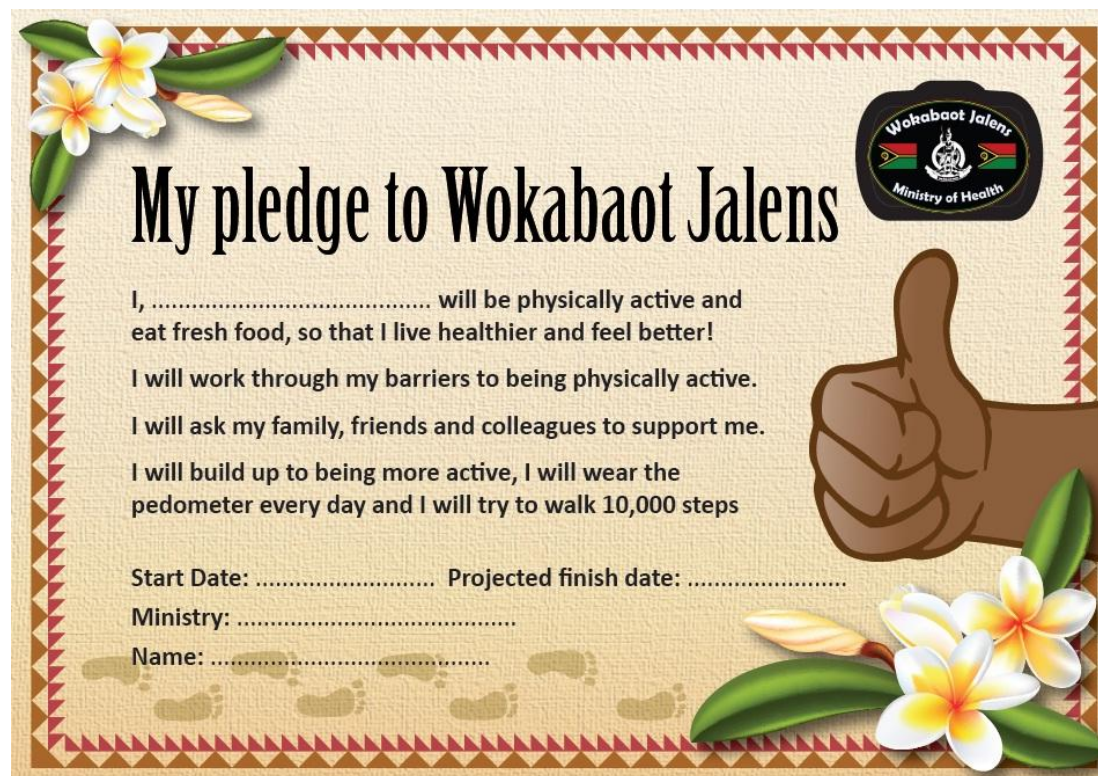 Wokabaot Jalens
Ministry of Health
My pledge to Wokabaot Jalens
I, .......................................... will be physically active and
eat fresh food, so that I live healthier and feel better!
I will work through my barriers to being physically active.
I will ask my family, friends and colleagues to support me.
I will build up to being more active, I will wear the
pedometer every day and I will try to walk 10,000 steps
Start Date: ........................... Projected finish date: ........................
Ministry: ..........................................
Name: ..........................................